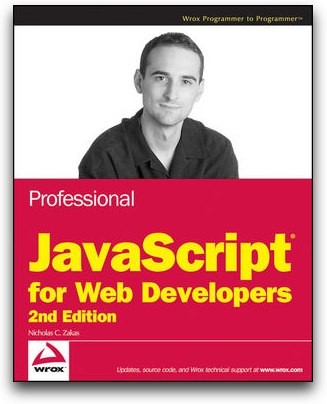 Wrox Programmer to Programmer™
Professional
JavaScript®
for Web Developers
2nd Edition
Nicholas C. Zakas
wrox™
Updates, source code, and Wrox technical support at www.wrox.com